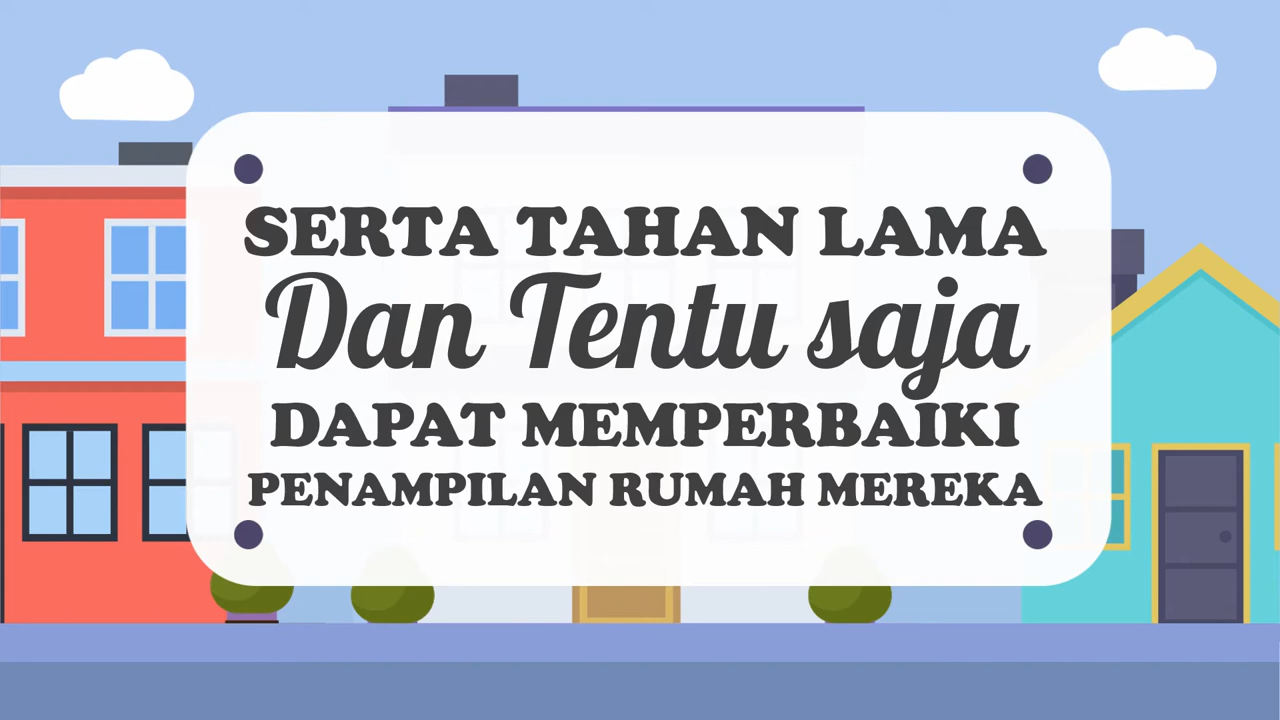 SERTA TAHAN LAMA
Dan Tentu saja
DAPAT MEMPERBAIKI
PENAMPILAN RUMAH MEREKA